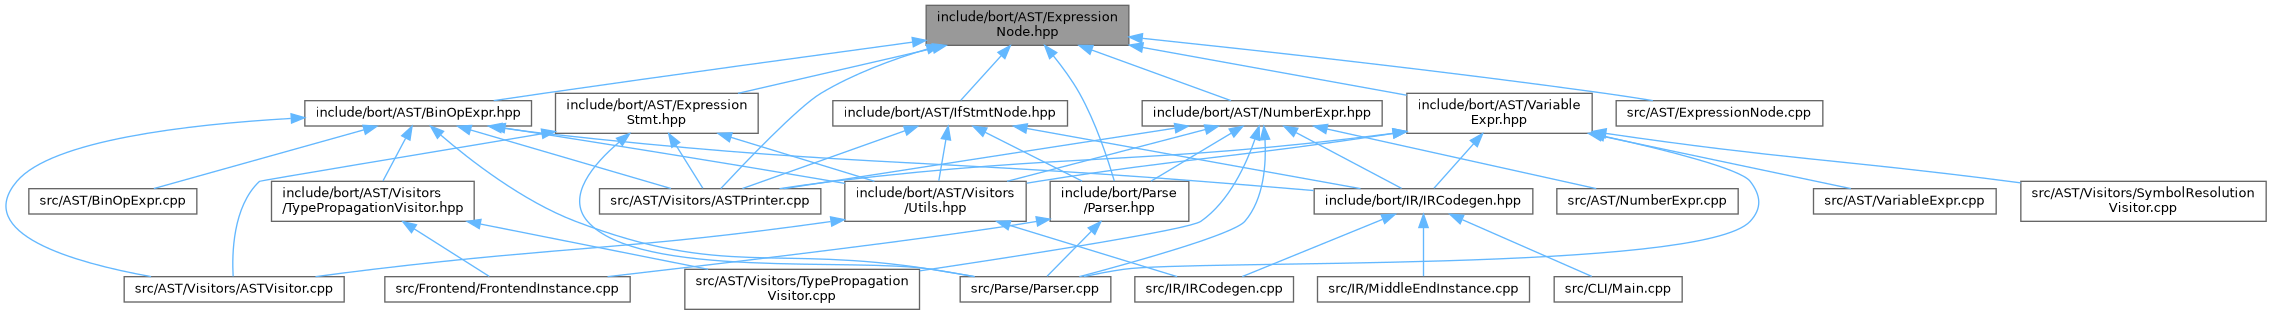 include/bort/AST/Expression
Node.hpp
include/bort/AST/BinOpExpr.hpp
include/bort/AST/Expression
Stmt.hpp
include/bort/AST/IfStmtNode.hpp
include/bort/AST/NumberExpr.hpp
include/bort/AST/Variable
Expr.hpp
src/AST/ExpressionNode.cpp
src/AST/BinOpExpr.cpp
include/bort/AST/Visitors
/TypePropagationVisitor.hpp
src/AST/Visitors/ASTPrinter.cpp
include/bort/AST/Visitors
/Utils.hpp
include/bort/Parse
/Parser.hpp
include/bort/IR/IRCodegen.hpp
src/AST/NumberExpr.cpp
src/AST/VariableExpr.cpp
src/AST/Visitors/SymbolResolution
Visitor.cpp
src/AST/Visitors/ASTVisitor.cpp
src/Frontend/FrontendInstance.cpp
src/AST/Visitors/TypePropagation
Visitor.cpp
src/Parse/Parser.cpp
src/IR/IRCodegen.cpp
src/IR/MiddleEndInstance.cpp
src/CLI/Main.cpp